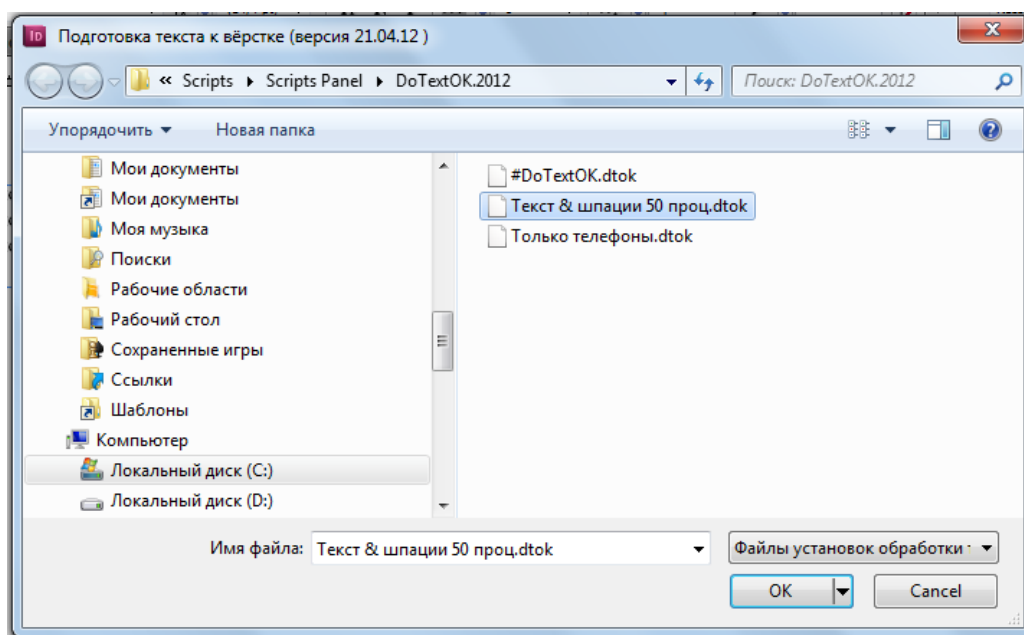 Подготовка текста к вёрстке (версия 21.04.12 )
« Scripts Scripts Panel DoTextOK.2012
Поиск: DoTextOK.2012
Упорядочить Новая папка
Мои документы
Мои документы
Моя музыка
Поиски
Рабочие области
Рабочий стол
Сохраненные игры
Ссылки
Шаблоны
Компьютер
Локальный диск (C:)
Локальный диск (D:)
#DoTextOK.dtok
Текст & шпации 50 проц.dtok
Только телефоны.dtok
Имя файла: Текст & шпации 50 проц.dtok
Файлы установок обработки
OK Cancel